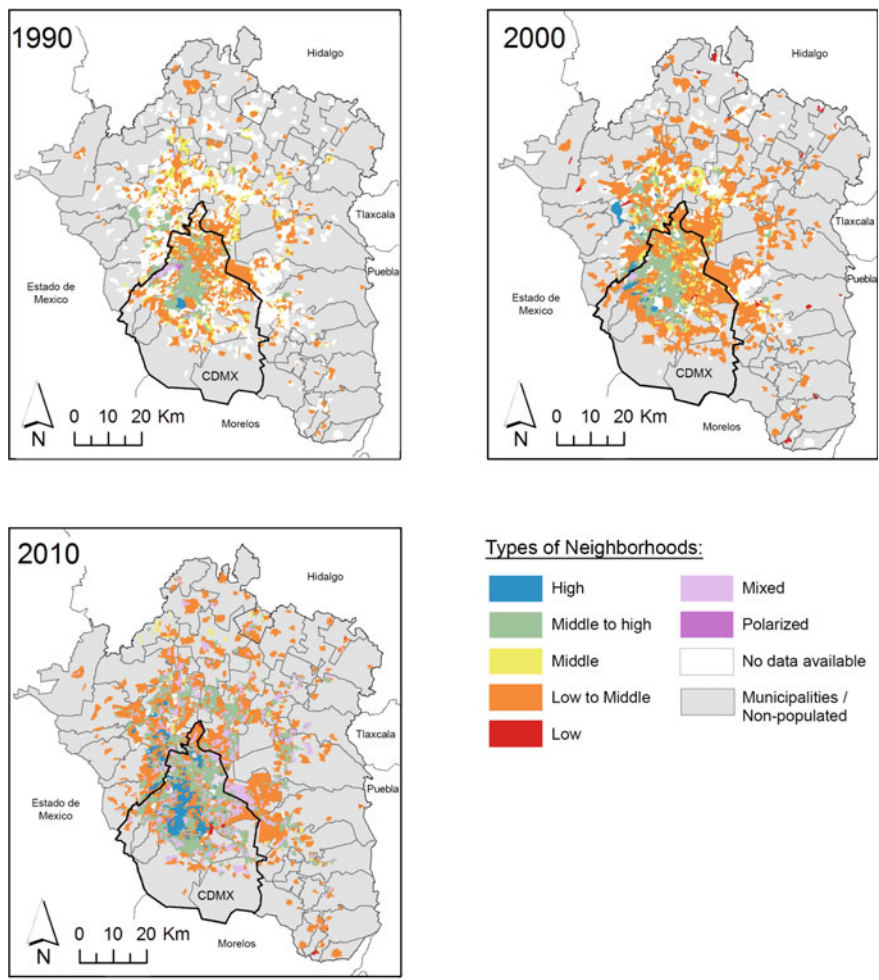 1990
Hidalgo
Tlaxcala
Puebla
Estado de
Mexico
CDMX
Morelos
0 10 20 Km
N
2000
Hidalgo
Tlaxcala
Puebla
Estado de
Mexico
CDMX
Morelos
0 10 20 Km
N
2010
Hidalgo
Tlaxcala
Puebla
Estado de
Mexico
CDMX
Morelos
0 10 20 Km
N
Types of Neighborhoods:
High
Middle to high
Middle
Low to Middle
Low
Mixed
Polarized
No data available
Municipalities /
Non-populated